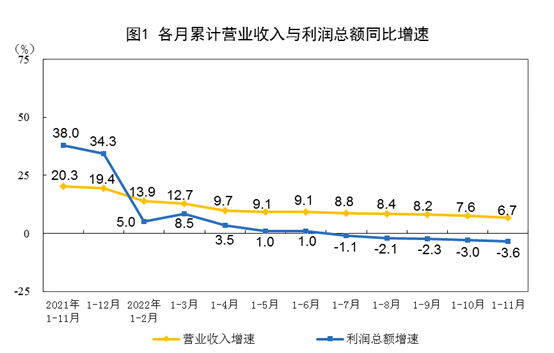 图1 各月累计营业收入与利润总额同比增速
(%)
75
50
25
0
-25
38.0
34.3
20.3
19.4
13.9
12.7
9.7
9.1
9.1
8.8
8.4
8.2
7.6
6.7
5.0
8.5
3.5
1.0
1.0
-1.1
-2.1
-2.3
-3.0
-3.6
2021年
1-11月
1-12月
2022年
1-2月
1-3月
1-4月
1-5月
1-6月
1-7月
1-8月
1-9月
1-10月
1-11月
营业收入增速
利润总额增速